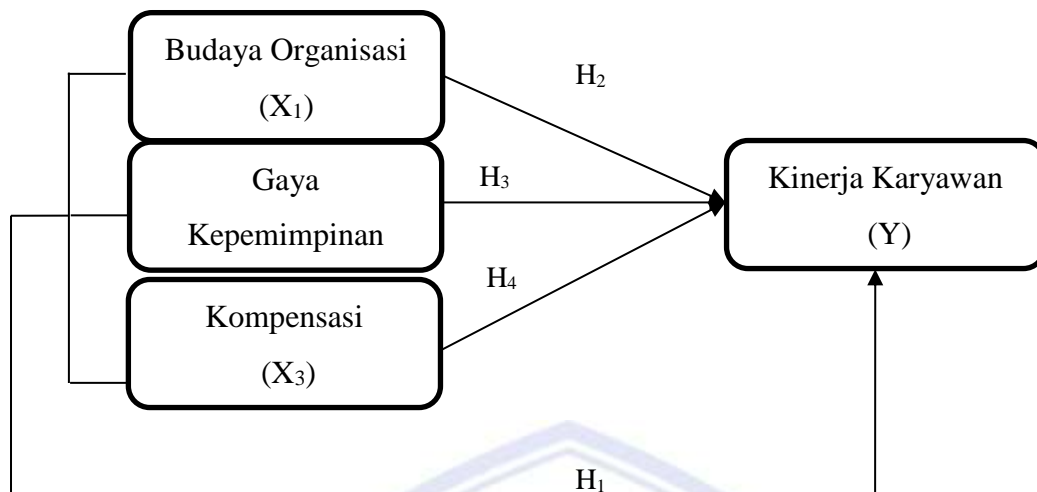 Budaya Organisasi
(X₁)
H₂
Gaya
Kepemimpinan
H₃
Kinerja Karyawan
(Y)
H₄
Kompensasi
(X₃)
H₁